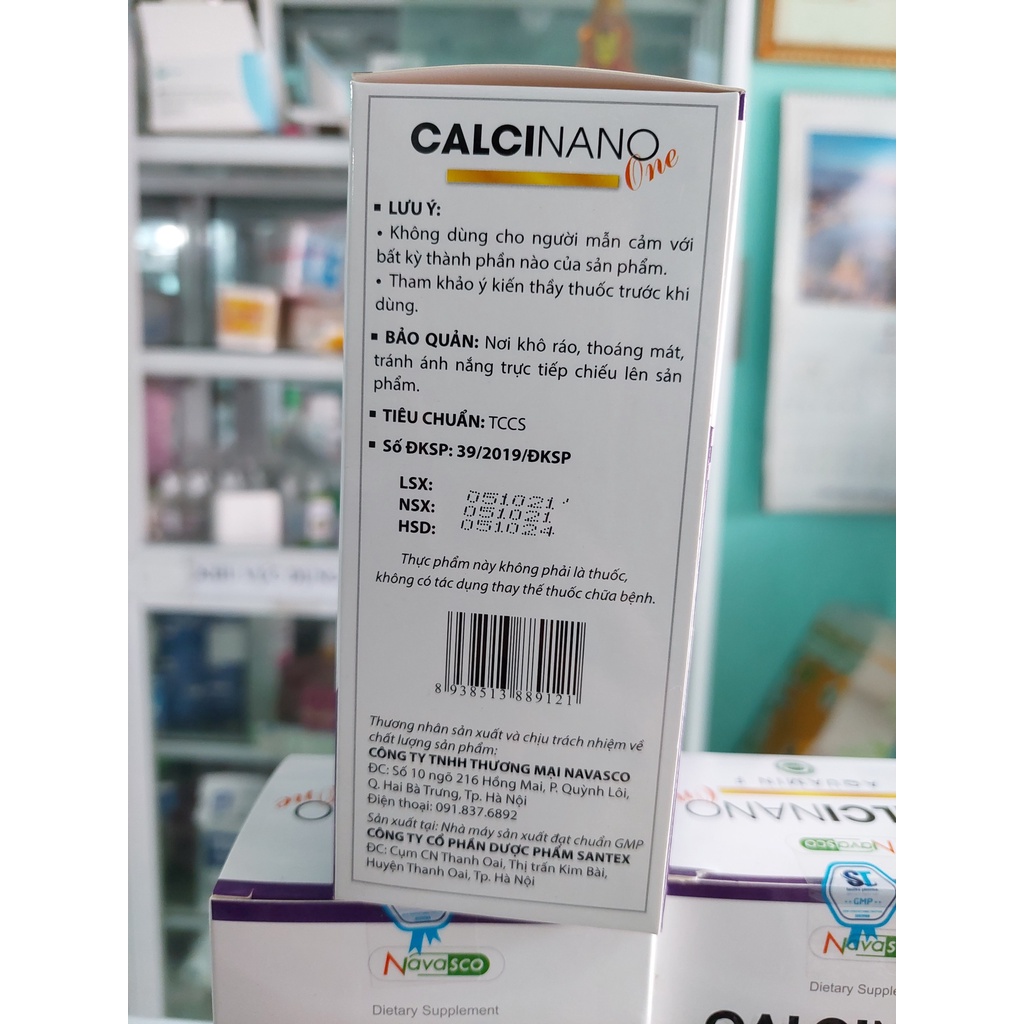 CALCINANO
One
▪ LƯU Ý:
• Không dùng cho người mẫn cảm với
bất kỳ thành phần nào của sản phẩm.
• Tham khảo ý kiến thầy thuốc trước khi
dùng.
▪ BẢO QUẢN: Nơi khô ráo, thoáng mát,
tránh ánh nắng trực tiếp chiếu lên sản
phẩm.
▪ TIÊU CHUẨN: TCCS
▪ Số ĐKSP: 39/2019/ĐKSP
LSX: 051021
NSX: 051021
HSD: 051024
Thực phẩm này không phải là thuốc,
không có tác dụng thay thế thuốc chữa bệnh.
8 938513 889121
Thương nhân sản xuất và chịu trách nhiệm về
chất lượng sản phẩm:
CÔNG TY TNHH THƯƠNG MẠI NAVASCO
ĐC: Số 10 ngõ 216 Hồng Mai, P. Quỳnh Lôi,
Q. Hai Bà Trưng, Tp. Hà Nội
Điện thoại: 091.837.6892
Sản xuất tại: Nhà máy sản xuất đạt chuẩn GMP
CÔNG TY CỔ PHẦN DƯỢC PHẨM SANTEX
ĐC: Cụm CN Thanh Oai, Thị trấn Kim Bài,
Huyện Thanh Oai, Tp. Hà Nội
AQUAMIN F
LCINANO
One
Navasco
GMP
Navasco
Dietary Supplement
Navas
Dietary Supple
CALCIN